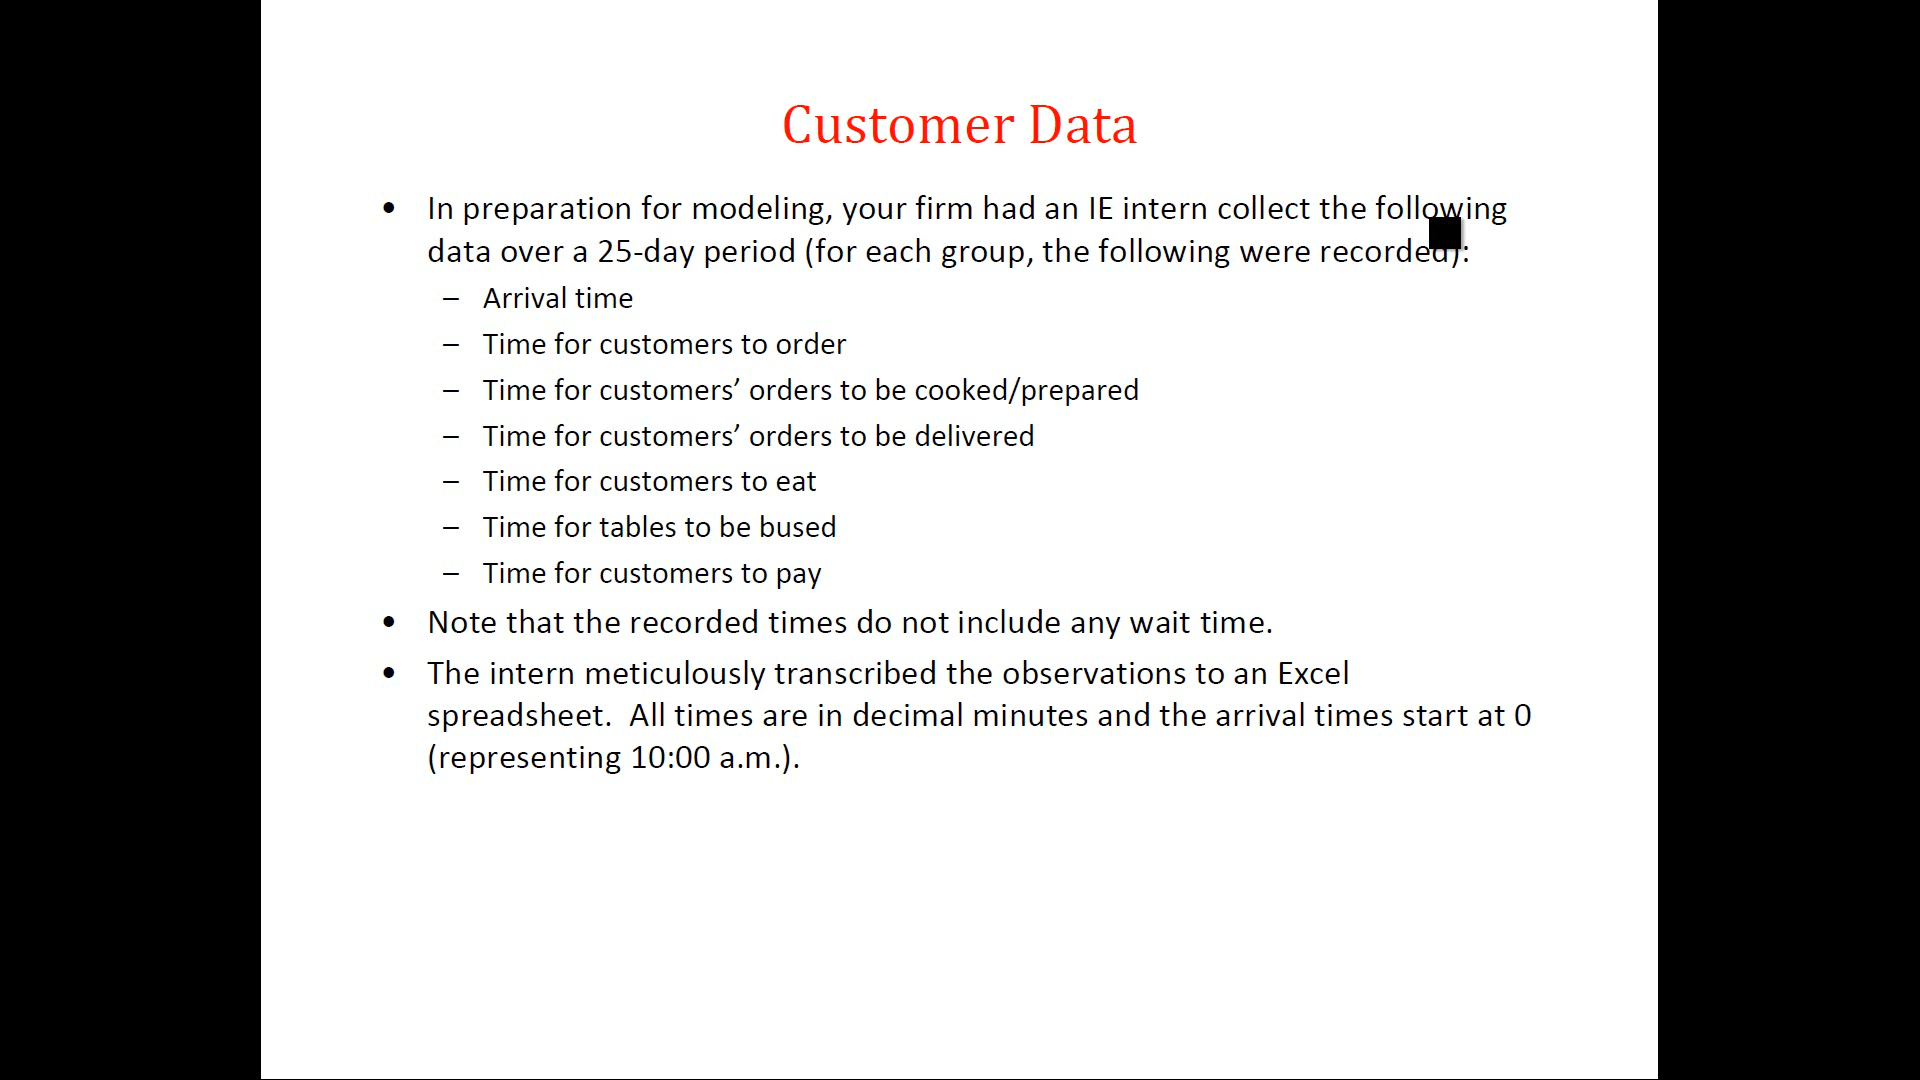 Customer Data
• In preparation for modeling, your firm had an IE intern collect the following
data over a 25-day period (for each group, the following were recorded):
– Arrival time
– Time for customers to order
– Time for customers’ orders to be cooked/prepared
– Time for customers’ orders to be delivered
– Time for customers to eat
– Time for tables to be bused
– Time for customers to pay
• Note that the recorded times do not include any wait time.
• The intern meticulously transcribed the observations to an Excel
spreadsheet.  All times are in decimal minutes and the arrival times start at 0
(representing 10:00 a.m.).